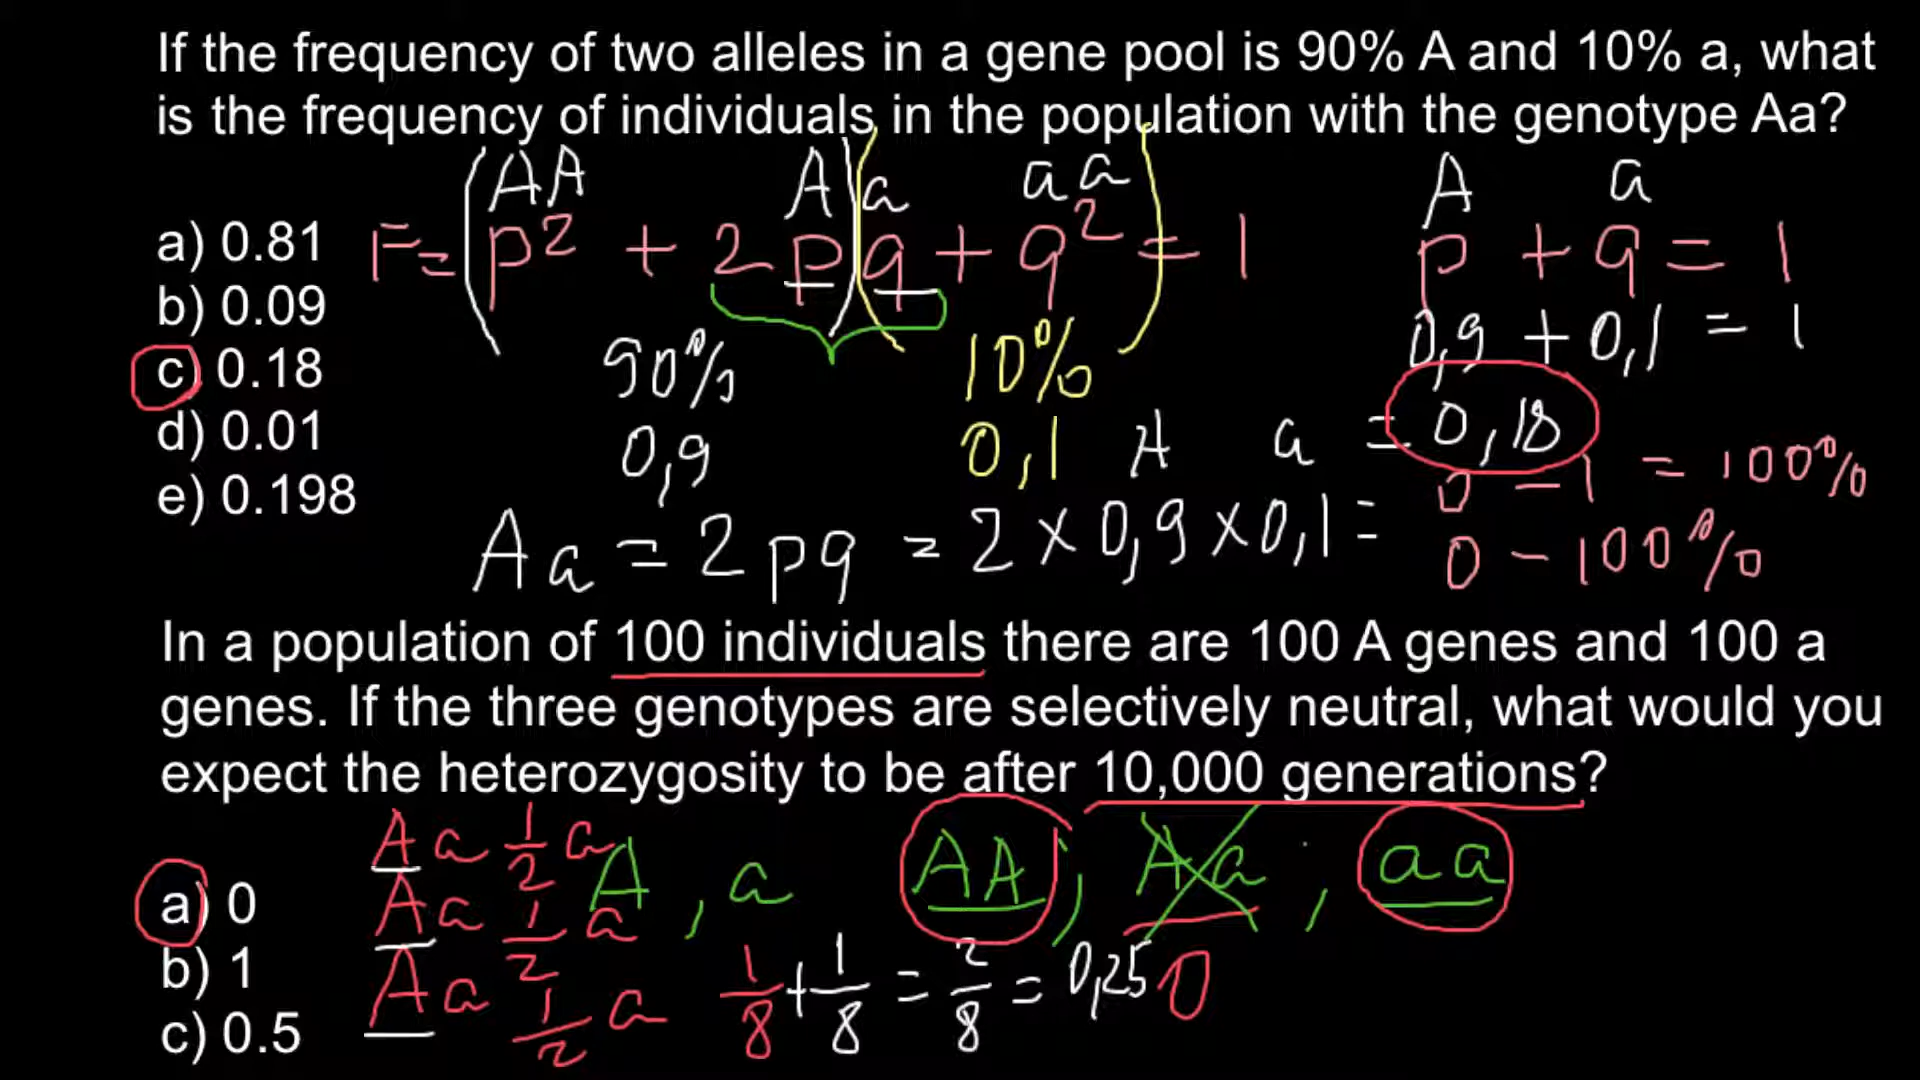 If the frequency of two alleles in a gene pool is 90% A and 10% a, what
is the frequency of individuals in the population with the genotype Aa?
AA Aa aa A a
a) 0.81
F = (p² + 2pq + q²) = 1 p + q = 1
b) 0.09
0,9 + 0,1 = 1
c) 0.18
90% 10%
d) 0.01
0,9 0,1 A a = 0,18
0 – 1 = 100%
e) 0.198
Aa = 2pq = 2 × 0,9 × 0,1 =
0 – 100%
In a population of 100 individuals there are 100 A genes and 100 a
genes. If the three genotypes are selectively neutral, what would you
expect the heterozygosity to be after 10,000 generations?
Aa 1/2 a A , a AA ; Aa ; aa
a) 0 Aa 1/2 a
b) 1 Aa 1/2 a 1/8 + 1/8 = 2/8 = 0,25 0
c) 0.5